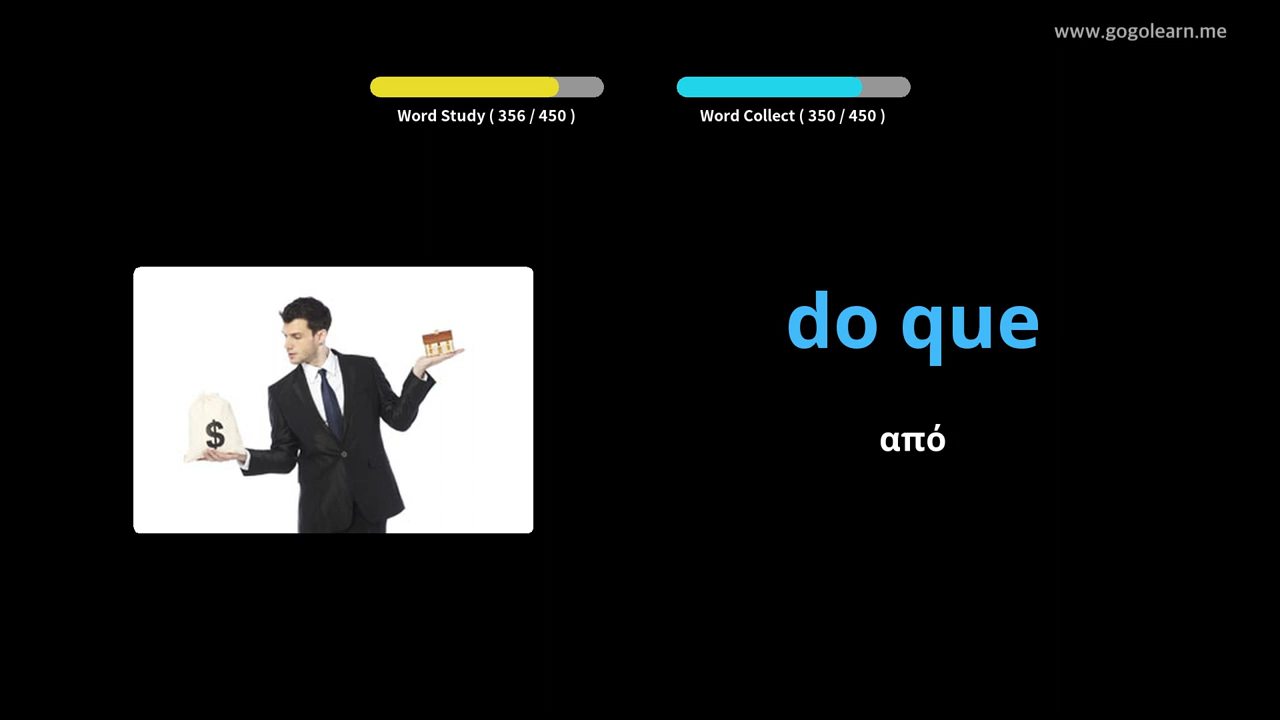 www.gogolearn.me
Word Study ( 356 / 450 )
Word Collect ( 350 / 450 )
do que
από
$